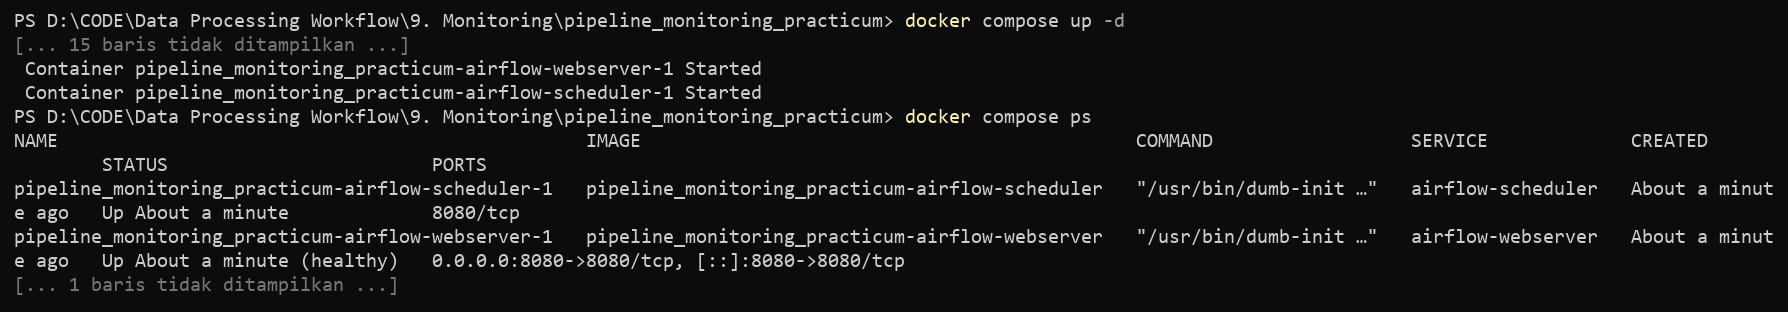 PS D:\CODE\Data Processing Workflow\9. Monitoring\pipeline_monitoring_practicum> docker compose up -d
[... 15 baris tidak ditampilkan ...]
 Container pipeline_monitoring_practicum-airflow-webserver-1 Started
 Container pipeline_monitoring_practicum-airflow-scheduler-1 Started
PS D:\CODE\Data Processing Workflow\9. Monitoring\pipeline_monitoring_practicum> docker compose ps
NAME                                                IMAGE                                             COMMAND                  SERVICE             CREATED
        STATUS                        PORTS
pipeline_monitoring_practicum-airflow-scheduler-1   pipeline_monitoring_practicum-airflow-scheduler   "/usr/bin/dumb-init …"   airflow-scheduler   About a minut
e ago   Up About a minute             8080/tcp
pipeline_monitoring_practicum-airflow-webserver-1   pipeline_monitoring_practicum-airflow-webserver   "/usr/bin/dumb-init …"   airflow-webserver   About a minut
e ago   Up About a minute (healthy)   0.0.0.0:8080->8080/tcp, [::]:8080->8080/tcp
[... 1 baris tidak ditampilkan ...]